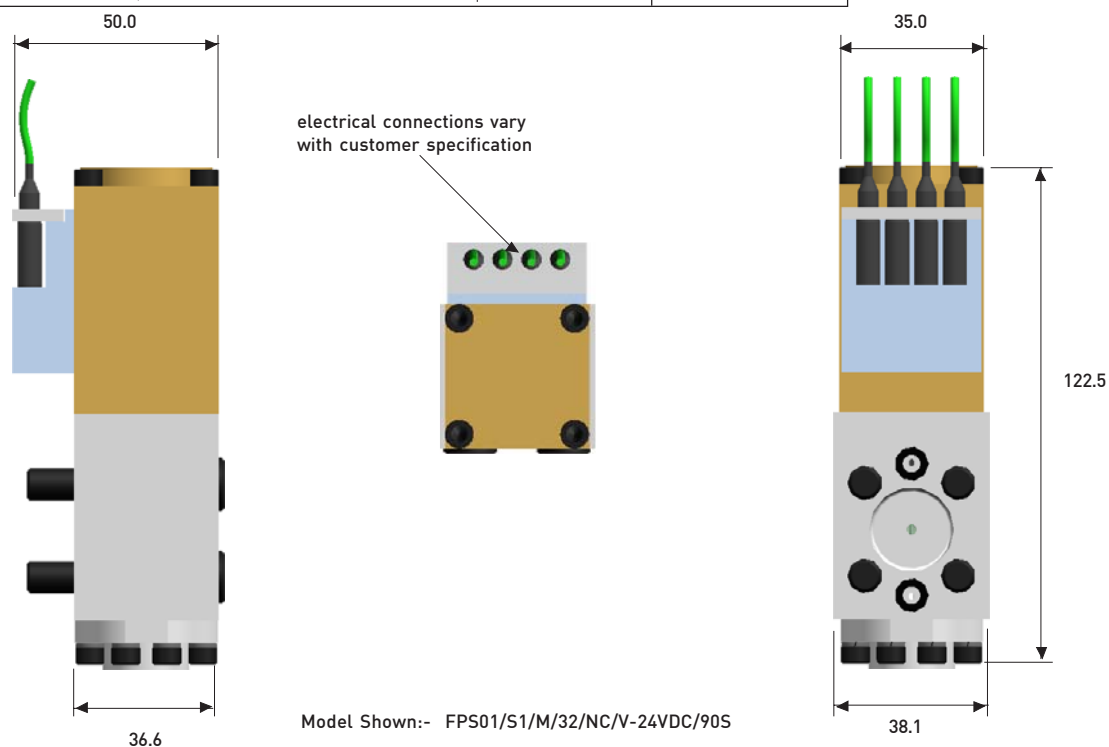 50.0
35.0
electrical connections vary
with customer specification
122.5
Model Shown:- FPS01/S1/M/32/NC/V-24VDC/90S
36.6
38.1